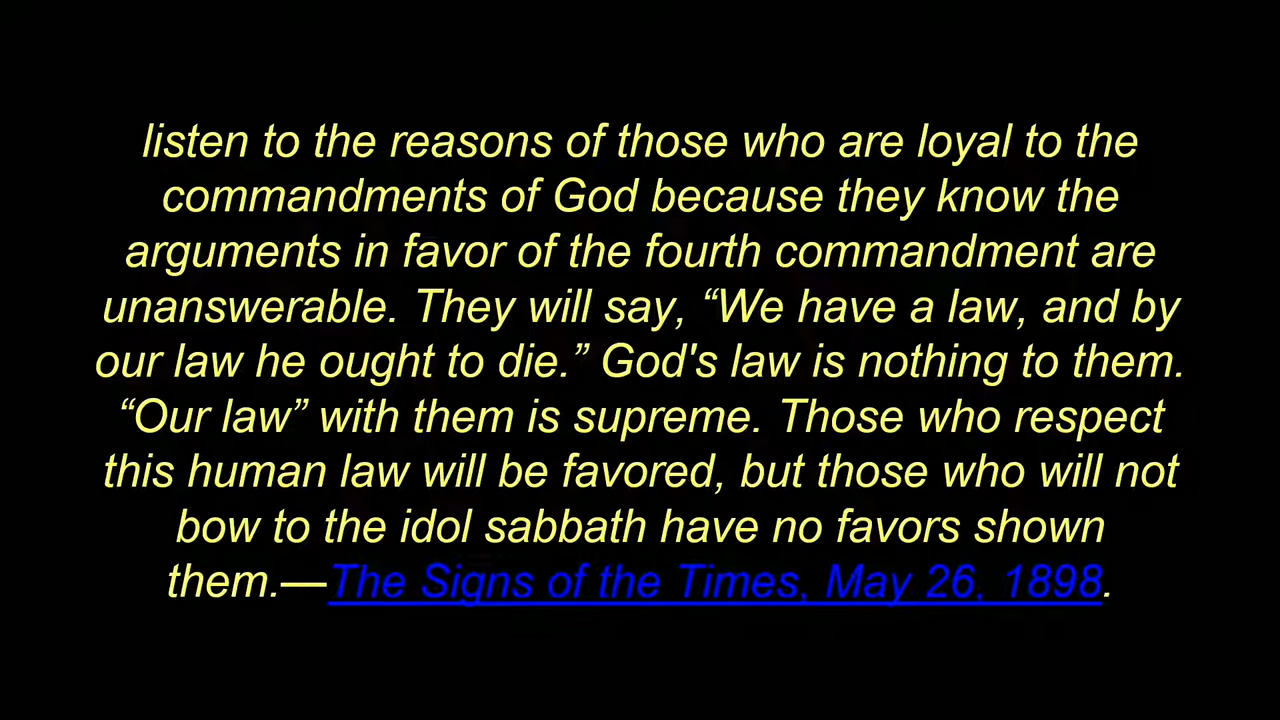 listen to the reasons of those who are loyal to the
commandments of God because they know the
arguments in favor of the fourth commandment are
unanswerable. They will say, “We have a law, and by
our law he ought to die.” God's law is nothing to them.
“Our law” with them is supreme. Those who respect
this human law will be favored, but those who will not
bow to the idol sabbath have no favors shown
them.—The Signs of the Times, May 26, 1898.